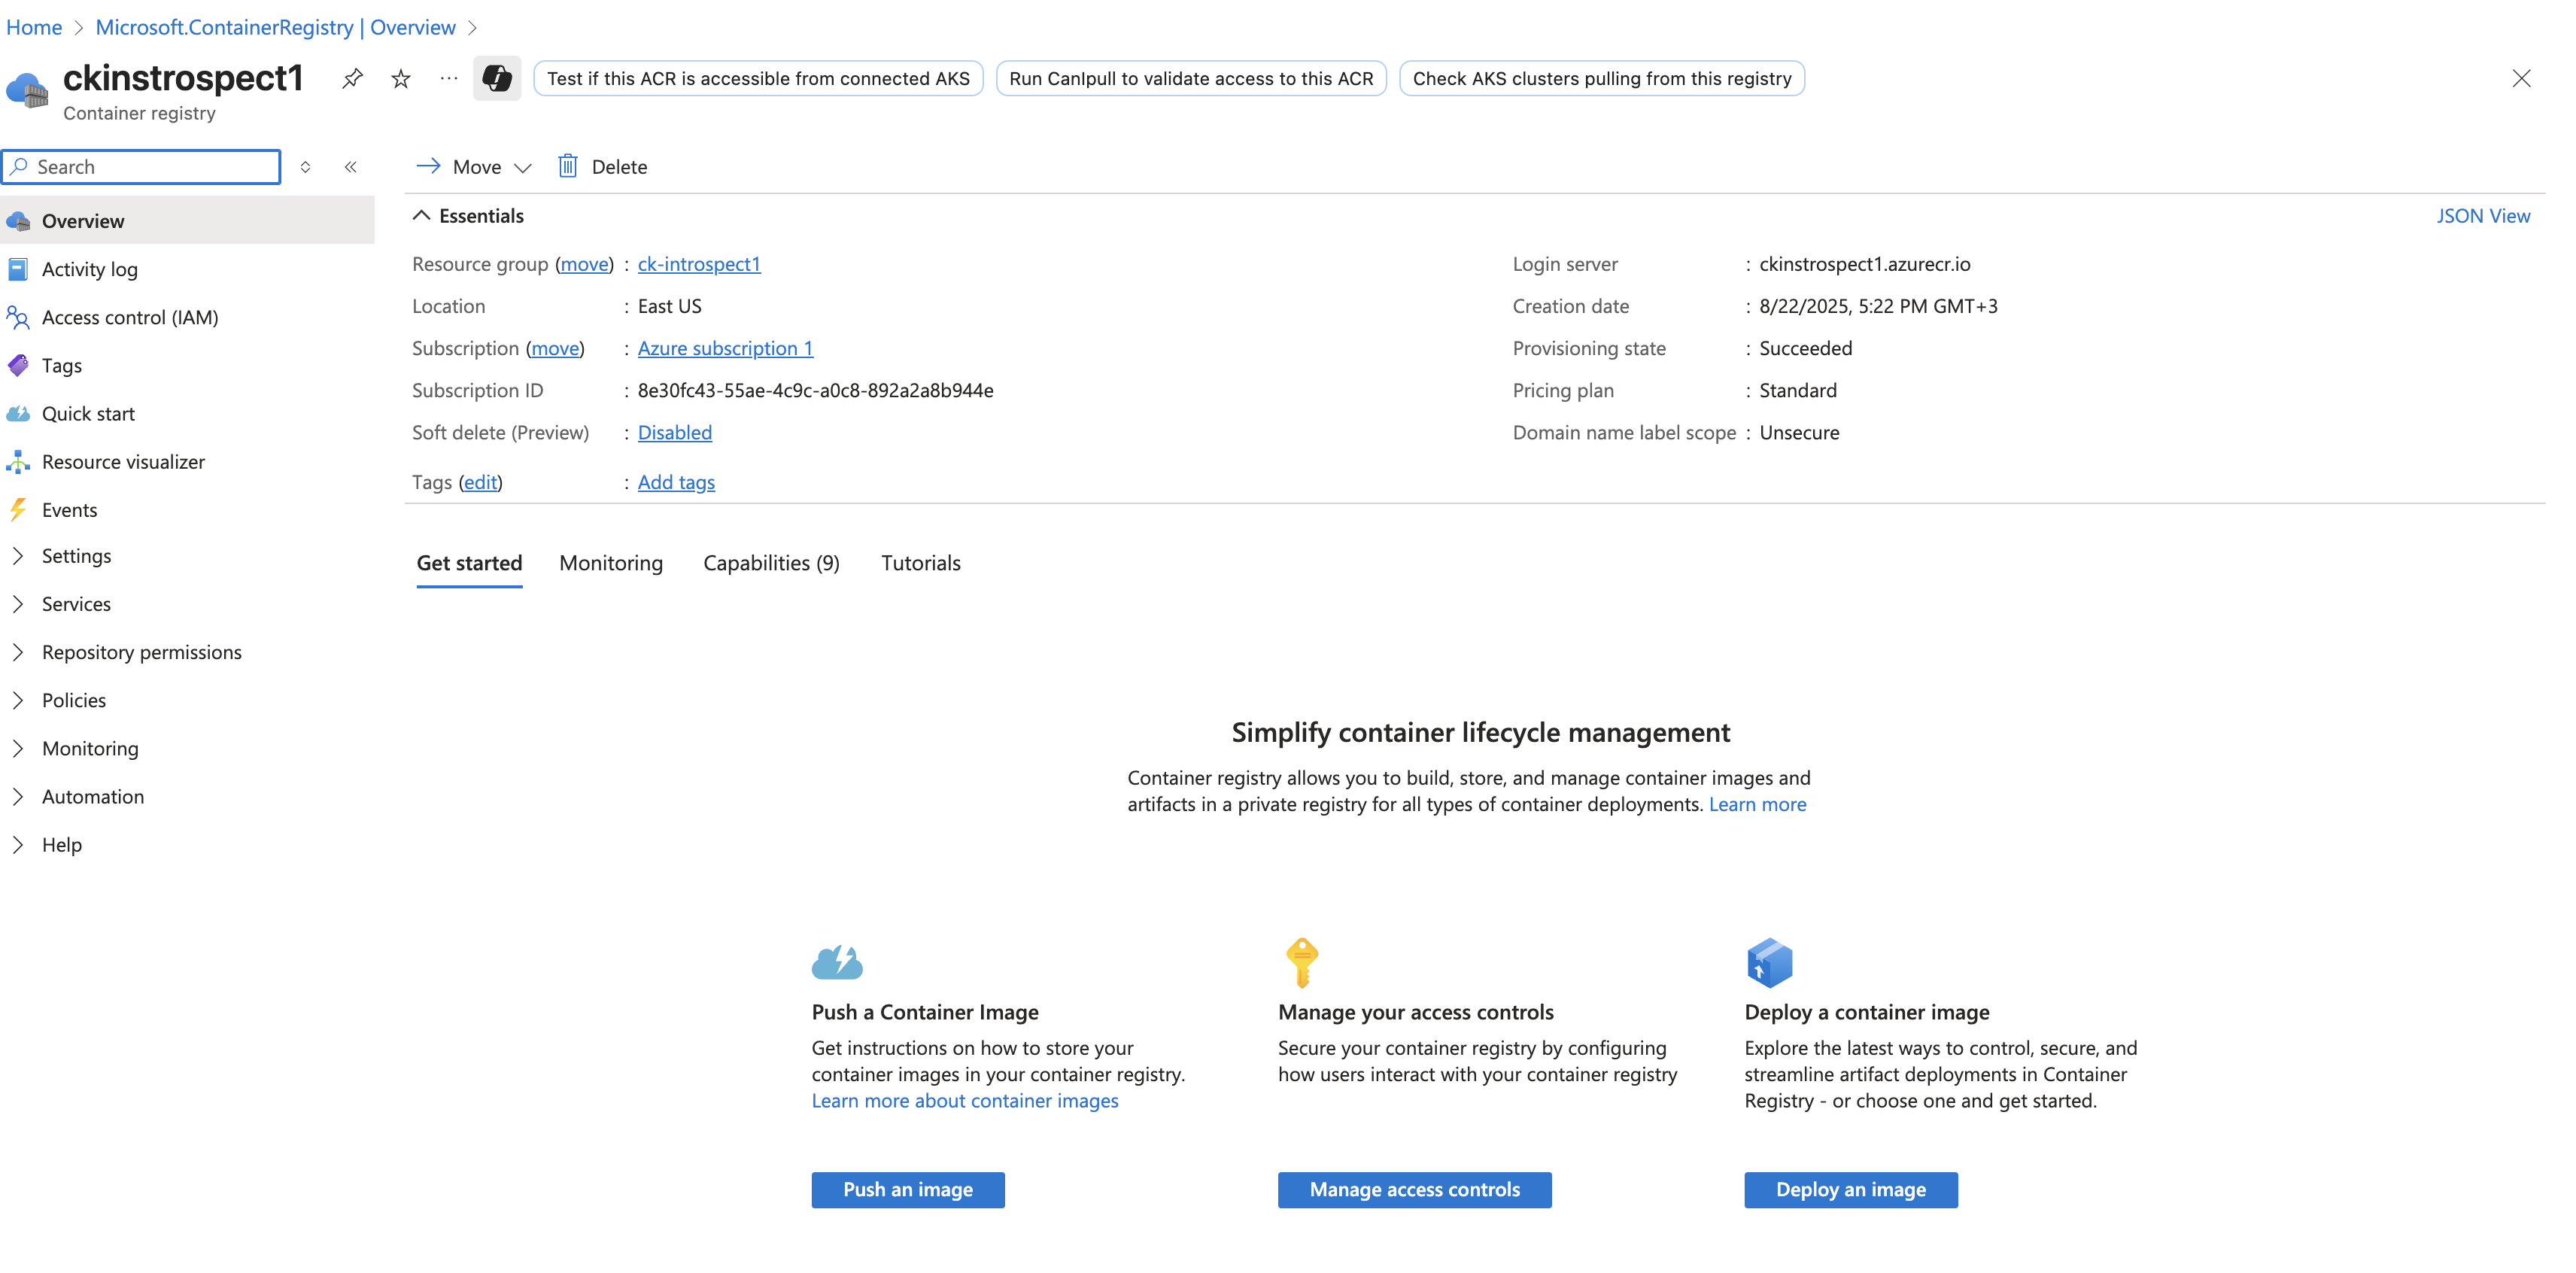 Home > Microsoft.ContainerRegistry | Overview >
ckinstrospect1
Container registry
Test if this ACR is accessible from connected AKS
Run CanIpull to validate access to this ACR
Check AKS clusters pulling from this registry
Search
Overview
Activity log
Access control (IAM)
Tags
Quick start
Resource visualizer
Events
Settings
Services
Repository permissions
Policies
Monitoring
Automation
Help
Move
Delete
Essentials
JSON View
Resource group (move) : ck-introspect1
Location : East US
Subscription (move) : Azure subscription 1
Subscription ID : 8e30fc43-55ae-4c9c-a0c8-892a2a8b944e
Soft delete (Preview) : Disabled
Tags (edit) : Add tags
Login server : ckinstrospect1.azurecr.io
Creation date : 8/22/2025, 5:22 PM GMT+3
Provisioning state : Succeeded
Pricing plan : Standard
Domain name label scope : Unsecure
Get started
Monitoring
Capabilities (9)
Tutorials
Simplify container lifecycle management
Container registry allows you to build, store, and manage container images and
artifacts in a private registry for all types of container deployments. Learn more
Push a Container Image
Get instructions on how to store your
container images in your container registry.
Learn more about container images
Push an image
Manage your access controls
Secure your container registry by configuring
how users interact with your container registry
Manage access controls
Deploy a container image
Explore the latest ways to control, secure, and
streamline artifact deployments in Container
Registry - or choose one and get started.
Deploy an image